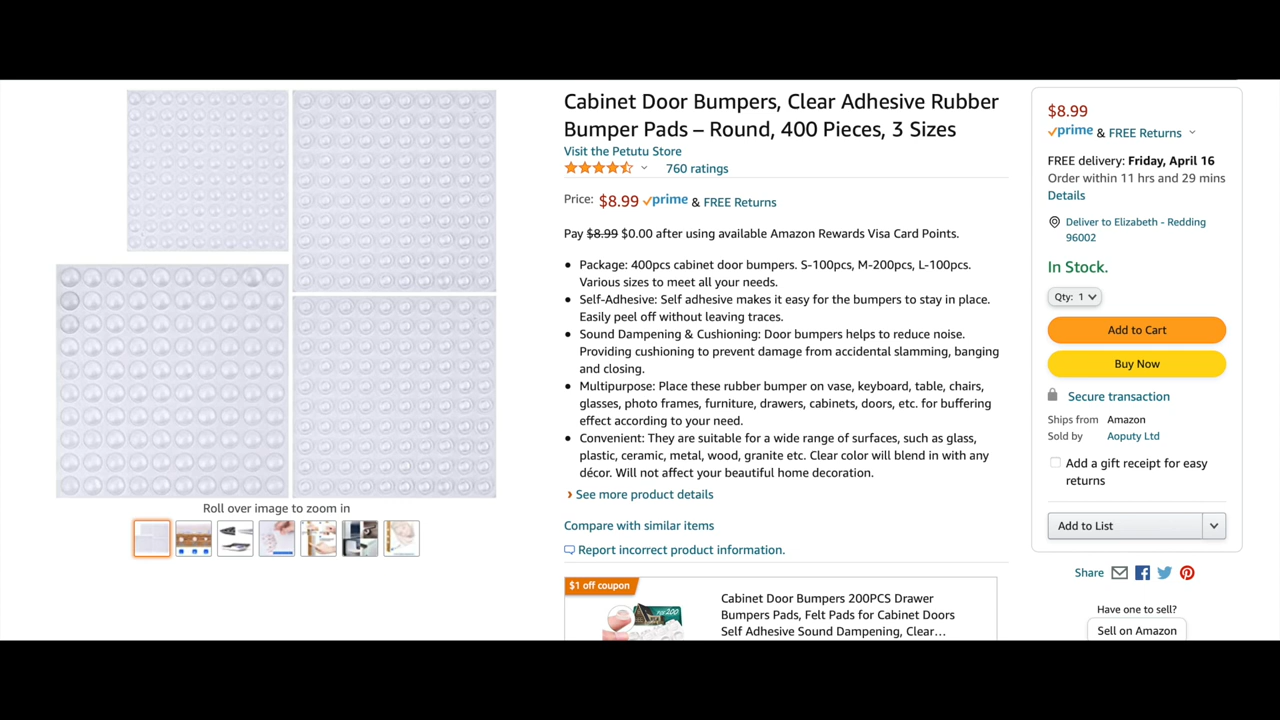 Cabinet Door Bumpers, Clear Adhesive Rubber
Bumper Pads – Round, 400 Pieces, 3 Sizes
Visit the Petutu Store
760 ratings
Price: $8.99 prime & FREE Returns
Pay $8.99 $0.00 after using available Amazon Rewards Visa Card Points.
• Package: 400pcs cabinet door bumpers. S-100pcs, M-200pcs, L-100pcs.
Various sizes to meet all your needs.
• Self-Adhesive: Self adhesive makes it easy for the bumpers to stay in place.
Easily peel off without leaving traces.
• Sound Dampening & Cushioning: Door bumpers helps to reduce noise.
Providing cushioning to prevent damage from accidental slamming, banging
and closing.
• Multipurpose: Place these rubber bumper on vase, keyboard, table, chairs,
glasses, photo frames, furniture, drawers, cabinets, doors, etc. for buffering
effect according to your need.
• Convenient: They are suitable for a wide range of surfaces, such as glass,
plastic, ceramic, metal, wood, granite etc. Clear color will blend in with any
décor. Will not affect your beautiful home decoration.
› See more product details
Compare with similar items
Report incorrect product information.
$1 off coupon
Cabinet Door Bumpers 200PCS Drawer
Bumpers Pads, Felt Pads for Cabinet Doors
Self Adhesive Sound Dampening, Clear...
Roll over image to zoom in
$8.99
prime & FREE Returns
FREE delivery: Friday, April 16
Order within 11 hrs and 29 mins
Details
Deliver to Elizabeth - Redding
96002
In Stock.
Qty: 1
Add to Cart
Buy Now
Secure transaction
Ships from Amazon
Sold by Aoputy Ltd
Add a gift receipt for easy
returns
Add to List
Share
Have one to sell?
Sell on Amazon